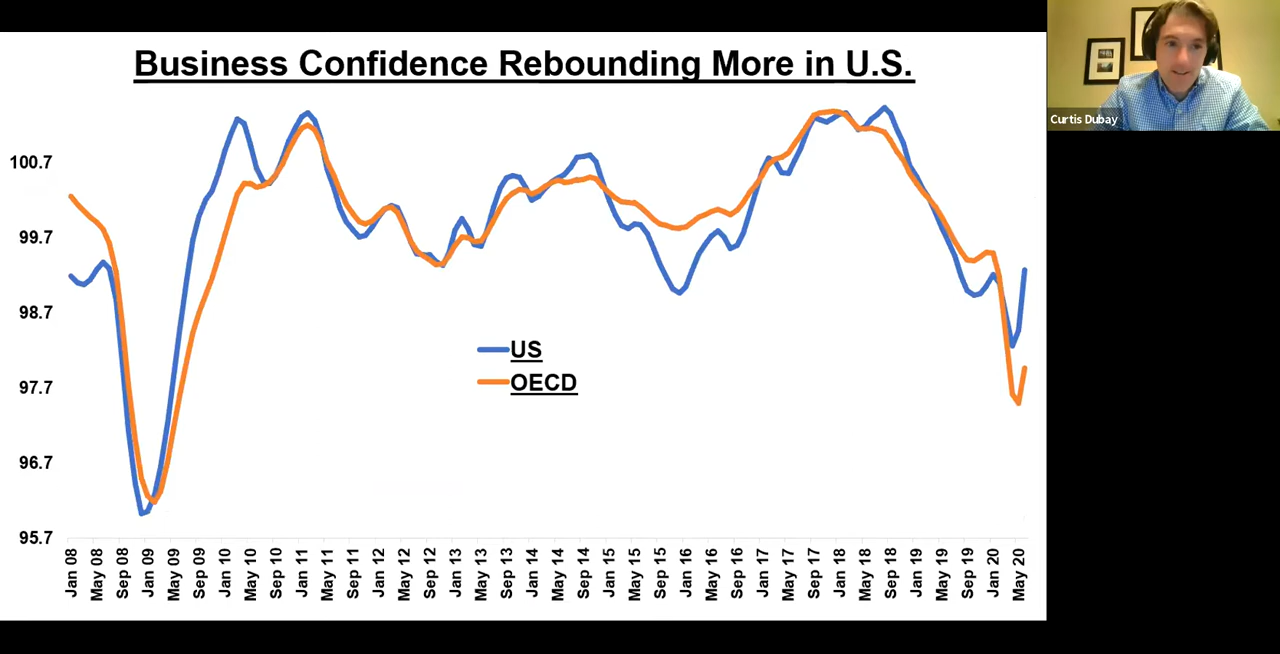 Business Confidence Rebounding More in U.S.
Curtis Dubay
100.7
99.7
98.7
97.7
96.7
95.7
US
OECD
Jan 08
May 08
Sep 08
Jan 09
May 09
Sep 09
Jan 10
May 10
Sep 10
Jan 11
May 11
Sep 11
Jan 12
May 12
Sep 12
Jan 13
May 13
Sep 13
Jan 14
May 14
Sep 14
Jan 15
May 15
Sep 15
Jan 16
May 16
Sep 16
Jan 17
May 17
Sep 17
Jan 18
May 18
Sep 18
Jan 19
May 19
Sep 19
Jan 20
May 20